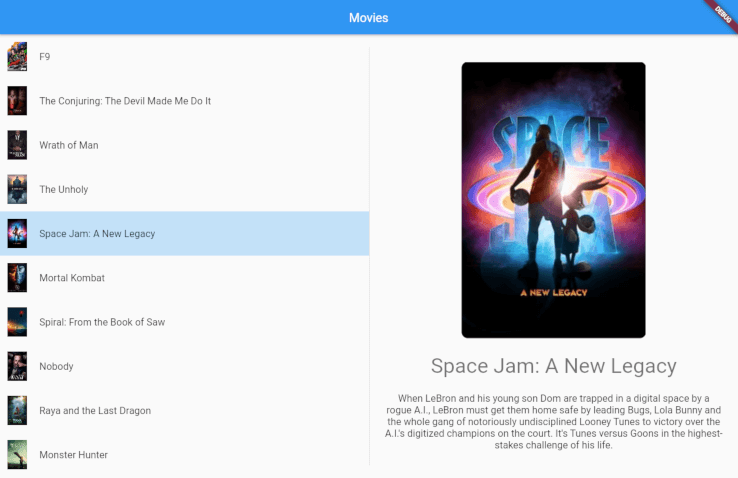 Movies
DEBUG
F9
The Conjuring: The Devil Made Me Do It
Wrath of Man
The Unholy
Space Jam: A New Legacy
Mortal Kombat
Spiral: From the Book of Saw
Nobody
Raya and the Last Dragon
Monster Hunter
SPACE
JAM
A NEW LEGACY
Space Jam: A New Legacy
When LeBron and his young son Dom are trapped in a digital space by a
rogue A.I., LeBron must get them home safe by leading Bugs, Lola Bunny and
the whole gang of notoriously undisciplined Looney Tunes to victory over the
A.I.'s digitized champions on the court. It's Tunes versus Goons in the highest-
stakes challenge of his life.